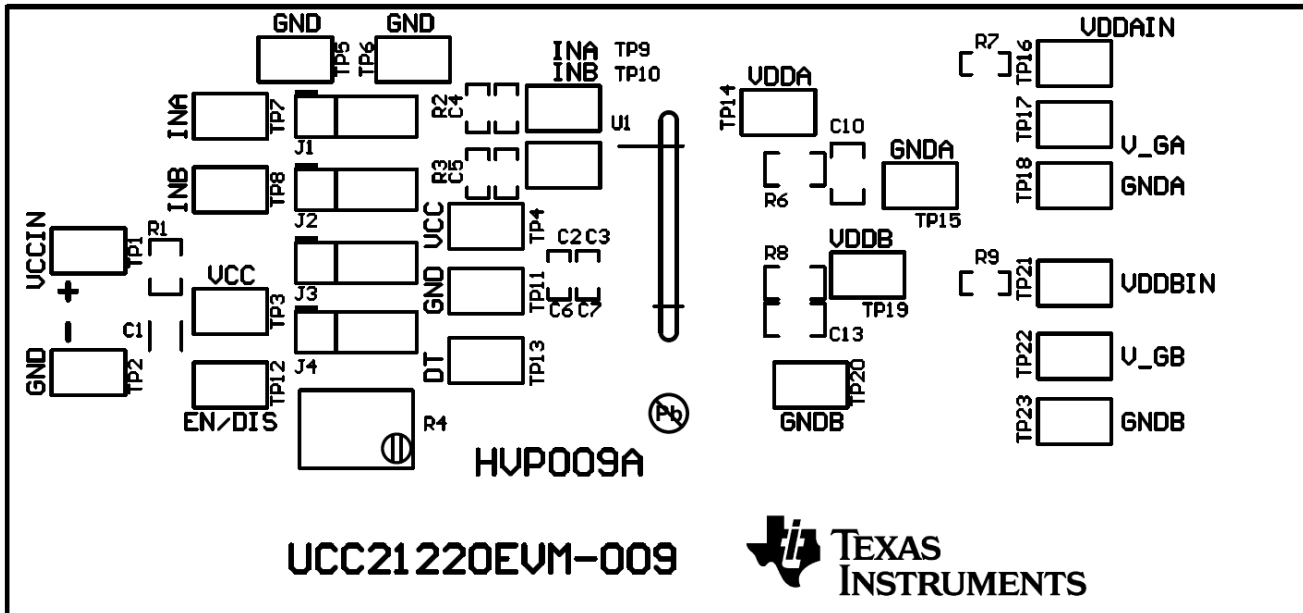 GND
GND
TP5
TP6
INA TP9
INB TP10
VDDAIN
R7
TP16
VDDA
TP14
INA
TP7
J1
R2
C4
U1
TP17
V_GA
C10
INB
TP8
J2
R3
C5
R6
GNDA
TP15
TP18
GNDA
VCCIN
TP1
+
R1
VCC
TP4
C2 C3
R8
VDDB
TP19
R9
TP21
VDDBIN
VCC
TP3
J3
GND
TP11
C6 C7
-
C1
C13
GND
TP2
TP12
EN/DIS
J4
DT
TP13
TP20
GNDB
TP22
V_GB
R4
Pb
TP23
GNDB
HVP009A
UCC21220EVM-009
ti
TEXAS
INSTRUMENTS